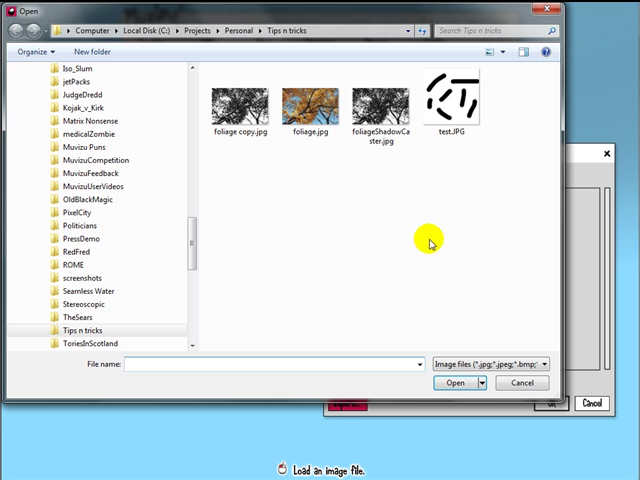 Open
Computer Local Disk (C:) Projects Personal Tips n tricks
Search Tips n tricks
Organize New folder
Iso_Slum
jetPacks
JudgeDredd
Kojak_v_Kirk
Matrix Nonsense
medicalZombie
Muvizu Puns
MuvizuCompetition
MuvizuFeedback
MuvizuUserVideos
OldBlackMagic
PixelCity
Politicians
PressDemo
RedFred
ROME
screenshots
Seamless Water
Stereoscopic
TheSears
Tips n tricks
ToriesInScotland
foliage copy.jpg
foliage.jpg
foliageShadowCa
ster.jpg
test.JPG
File name:
Image files (*.jpg;*.jpeg;*.bmp;*
Open Cancel
Cancel
Load an image file.